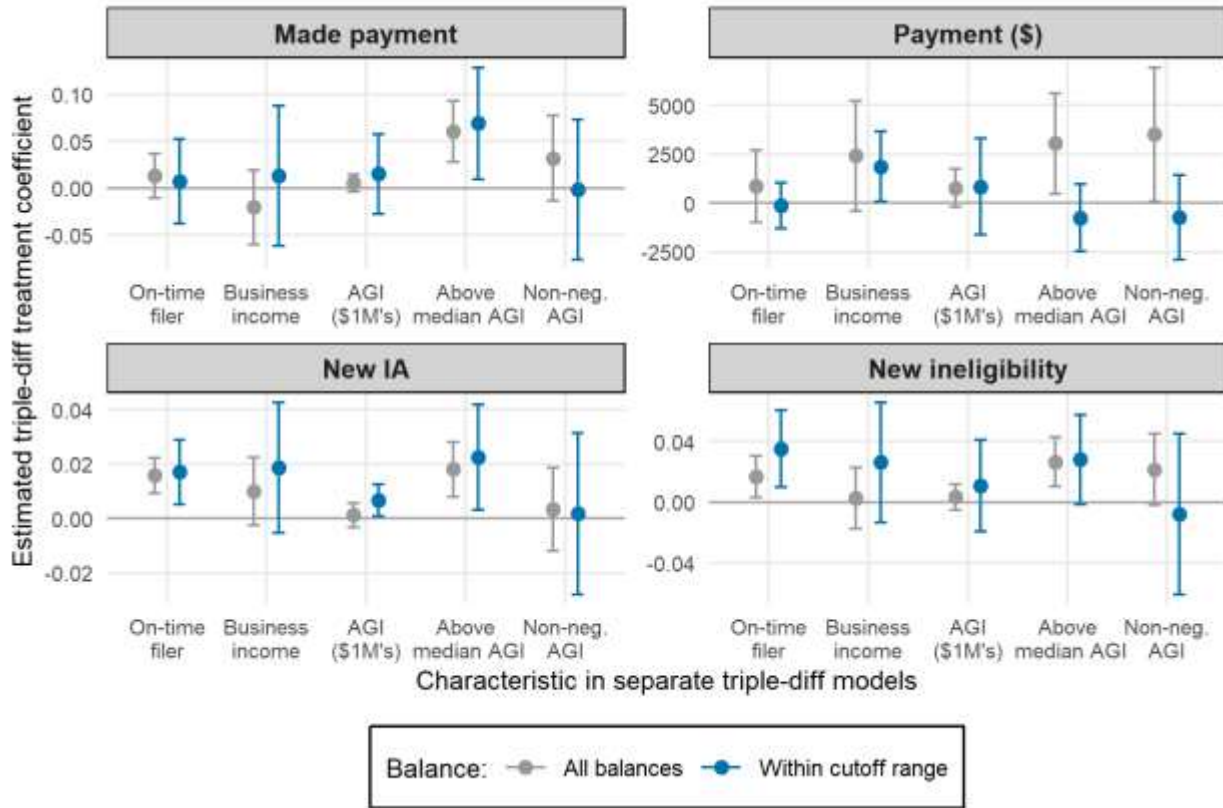 Made payment
Payment ($)
Estimated triple-diff treatment coefficient
0.10
0.05
0.00
-0.05
5000
2500
0
-2500
On-time filer
Business income
AGI ($1M's)
Above median AGI
Non-neg. AGI
On-time filer
Business income
AGI ($1M's)
Above median AGI
Non-neg. AGI
New IA
New ineligibility
0.04
0.02
0.00
-0.02
0.04
0.00
-0.04
On-time filer
Business income
AGI ($1M's)
Above median AGI
Non-neg. AGI
On-time filer
Business income
AGI ($1M's)
Above median AGI
Non-neg. AGI
Characteristic in separate triple-diff models
Balance: All balances Within cutoff range